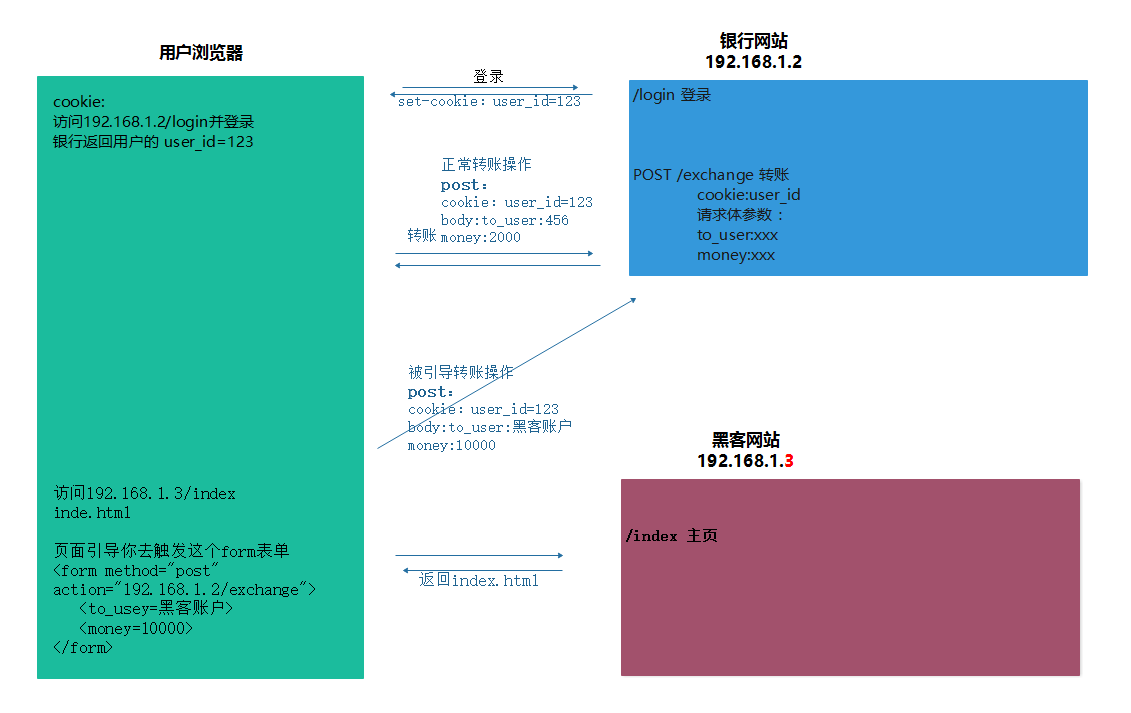 用户浏览器
银行网站
192.168.1.2
cookie:
访问192.168.1.2/login并登录
银行返回用户的 user_id=123
登录
set-cookie: user_id=123
/login 登录
正常转账操作
post:
cookie: user_id=123
body:to_user:456
转账
money:2000
POST /exchange 转账
cookie:user_id
请求体参数：
to_user:xxx
money:xxx
被引导转账操作
post:
cookie: user_id=123
body:to_user:黑客账户
money:10000
黑客网站
192.168.1.3
访问192.168.1.3/index
inde.html
页面引导你去触发这个form表单
<form method="post"
action="192.168.1.2/exchange">
<to_usey=黑客账户>
<money=10000>
</form>
返回index.html
/index 主页